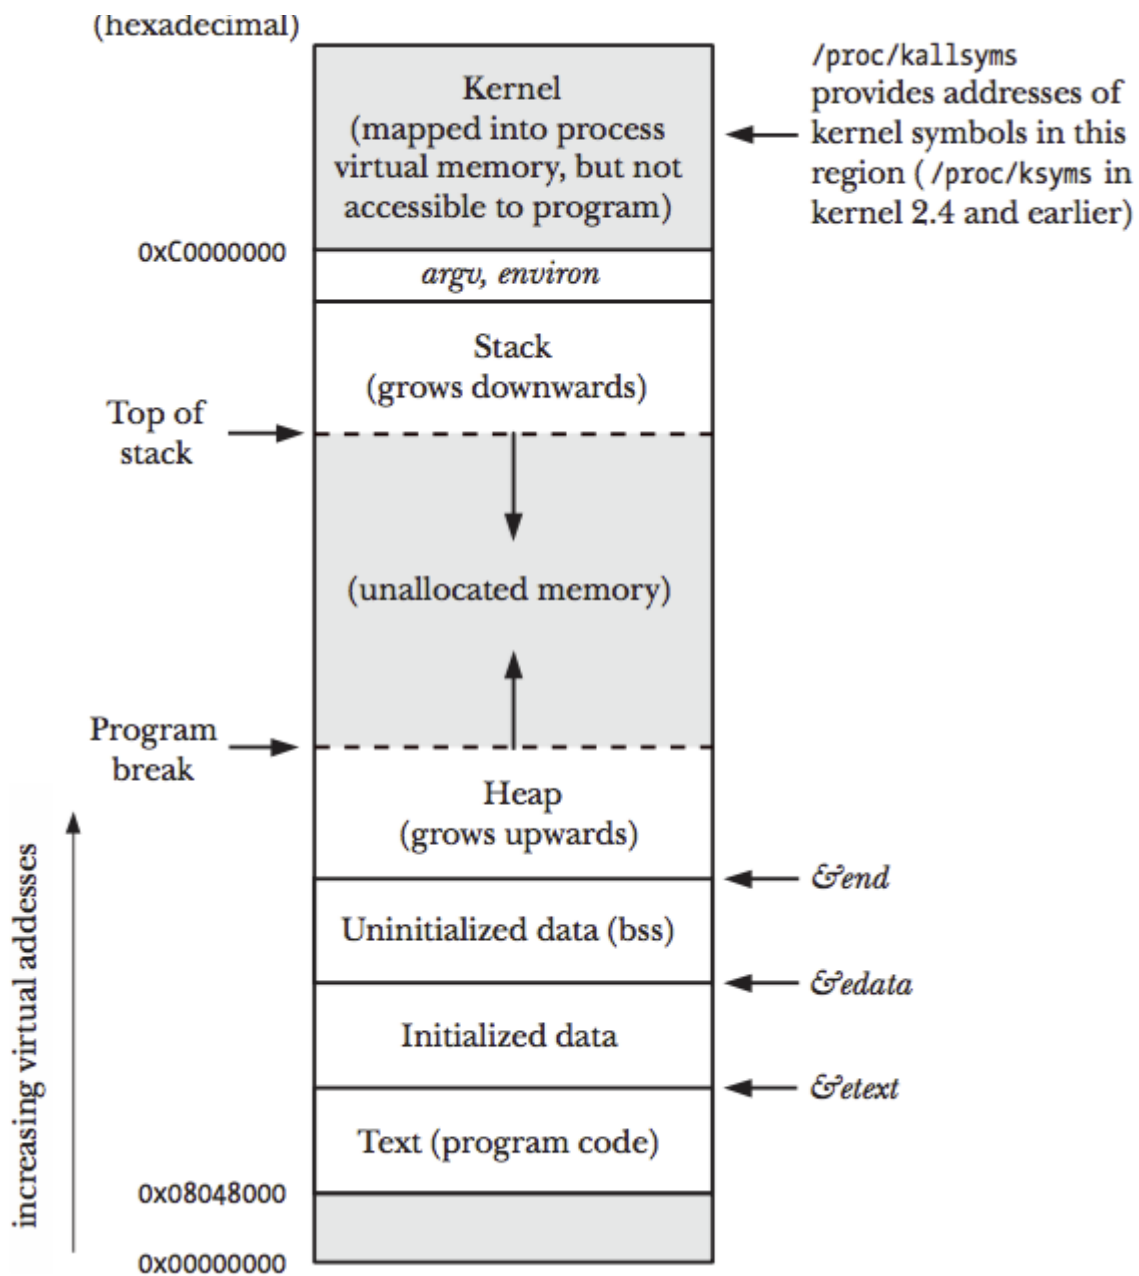 (hexadecimal)
Kernel
(mapped into process
virtual memory, but not
accessible to program)
/proc/kallsyms
provides addresses of
kernel symbols in this
region ( /proc/ksyms in
kernel 2.4 and earlier)
0xC0000000
argv, environ
Stack
(grows downwards)
Top of
stack
(unallocated memory)
Program
break
Heap
(grows upwards)
&end
Uninitialized data (bss)
&edata
Initialized data
&etext
Text (program code)
0x08048000
0x00000000
increasing virtual addesses